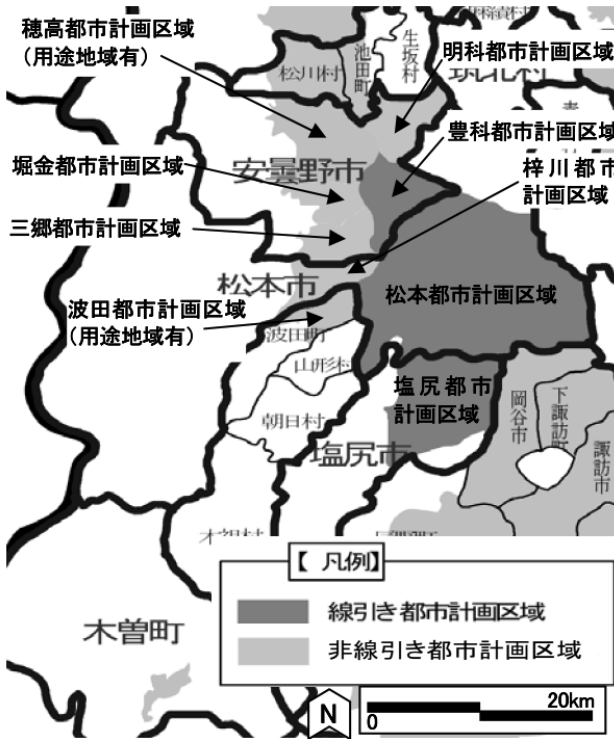 穂高都市計画区域
(用途地域有)
松川村
池田町
生坂村
明科都市計画区域
豊科都市計画区域
安曇野市
堀金都市計画区域
梓川都市
計画区域
三郷都市計画区域
松本市
松本都市計画区域
波田都市計画区域
(用途地域有)
波田町
山形村
塩尻都市
計画区域
朝日村
岡谷市
下諏訪町
諏訪市
塩尻市
木曽町
【 凡例】
線引き都市計画区域
非線引き都市計画区域
N
0
20km